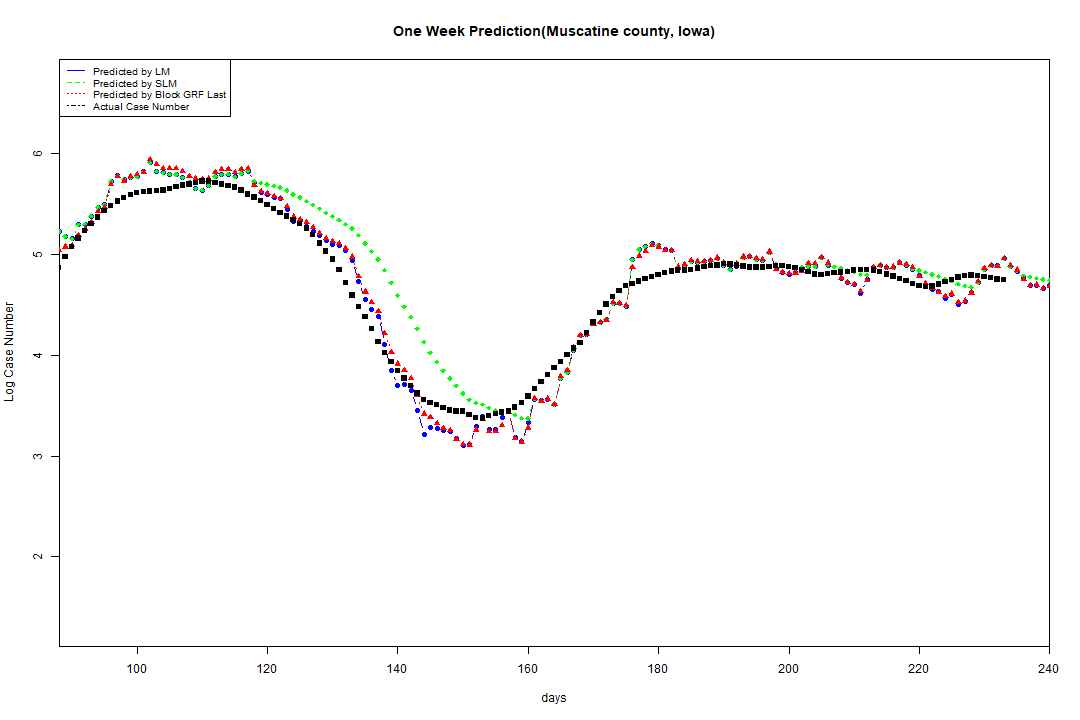 One Week Prediction(Muscatine county, Iowa)
Predicted by LM
Predicted by SLM
Predicted by Block GRF Last
Actual Case Number
Log Case Number
6
5
4
3
2
100 120 140 160 180 200 220 240
days